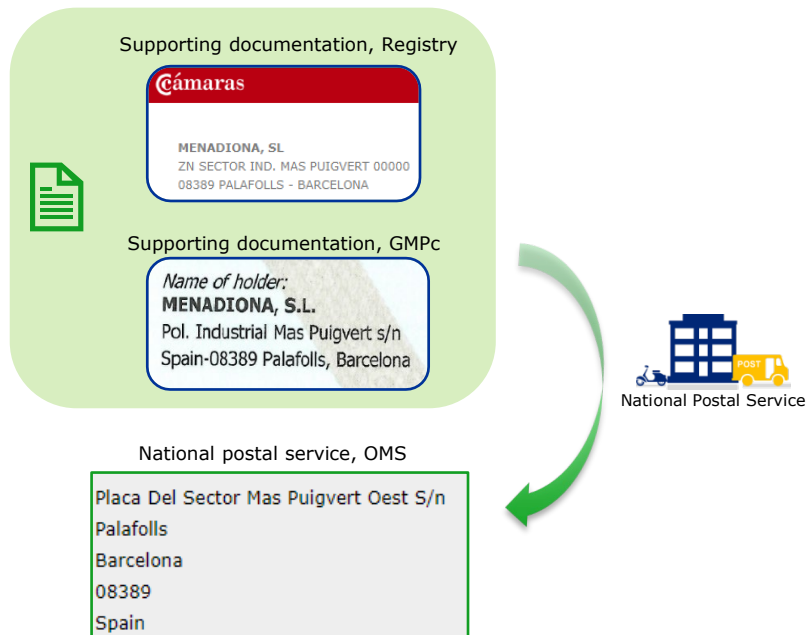 Supporting documentation, Registry
Cámaras
MENADIONA, SL
ZN SECTOR IND. MAS PUIGVERT 00000
08389 PALAFOLLS - BARCELONA
Supporting documentation, GMPc
Name of holder:
MENADIONA, S.L.
Pol. Industrial Mas Puigvert s/n
Spain-08389 Palafolls, Barcelona
POST
National Postal Service
National postal service, OMS
Placa Del Sector Mas Puigvert Oest S/n
Palafolls
Barcelona
08389
Spain